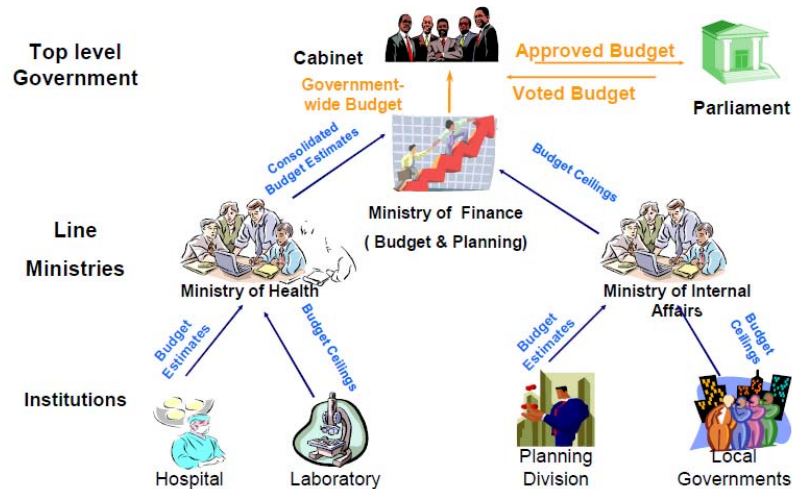 Top level
Government
Cabinet
Approved Budget
Voted Budget
Parliament
Government-
wide Budget
Consolidated
Budget Estimates
Budget Ceilings
Ministry of Finance
( Budget & Planning)
Line
Ministries
Ministry of Health
Ministry of Internal
Affairs
Budget
Estimates
Budget Ceilings
Budget
Estimates
Budget
Ceilings
Institutions
Hospital
Laboratory
Planning
Division
Local
Governments